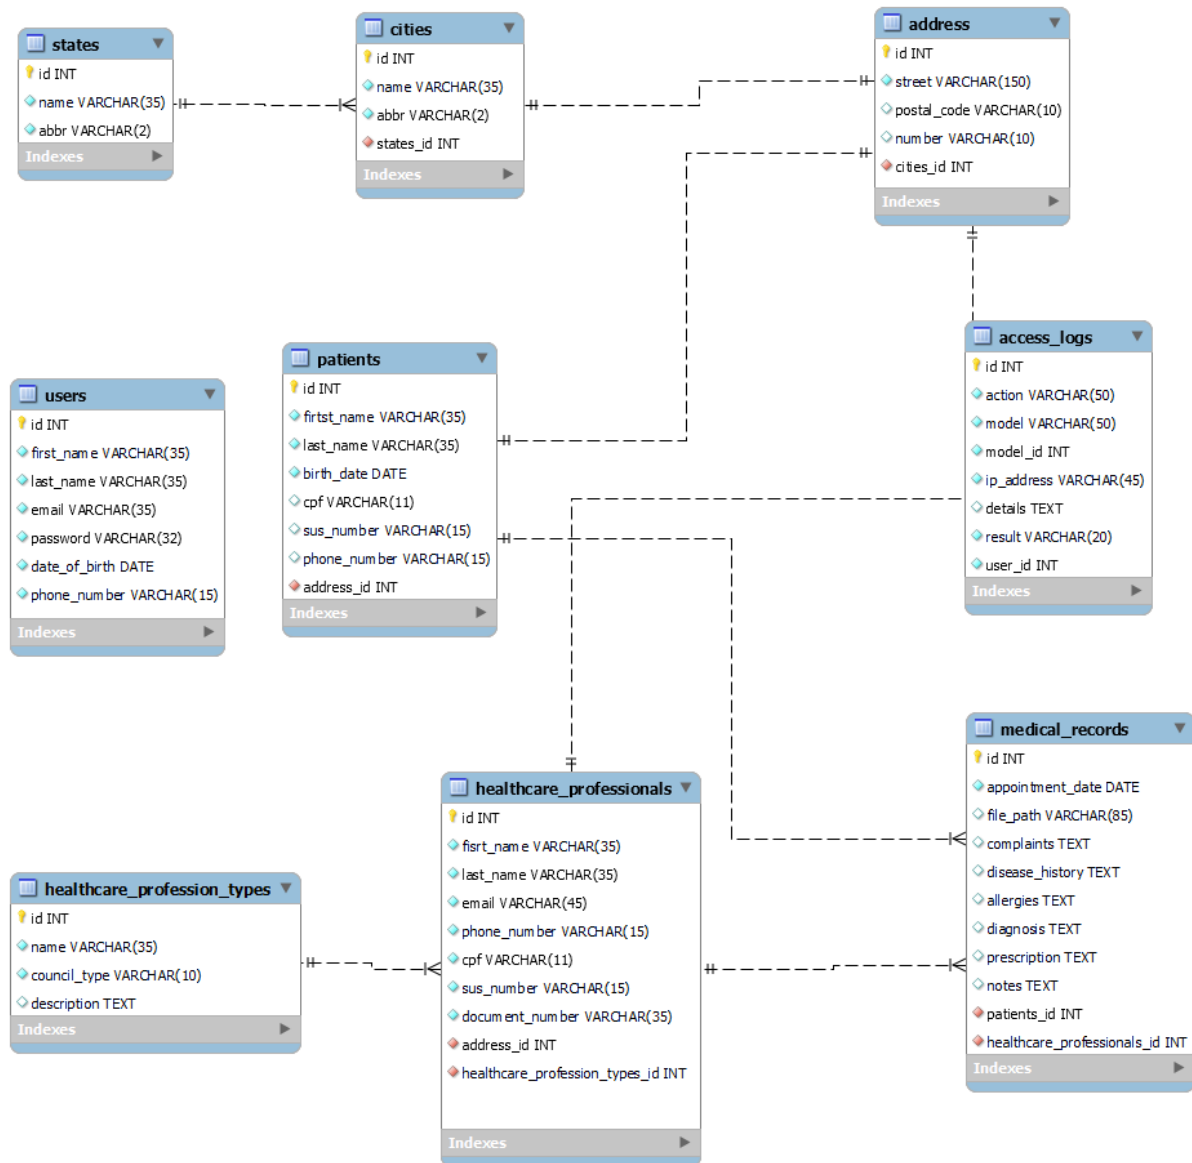 states
id INT
name VARCHAR(35)
abbr VARCHAR(2)
Indexes
cities
id INT
name VARCHAR(35)
abbr VARCHAR(2)
states_id INT
Indexes
address
id INT
street VARCHAR(150)
postal_code VARCHAR(10)
number VARCHAR(10)
cities_id INT
Indexes
users
id INT
first_name VARCHAR(35)
last_name VARCHAR(35)
email VARCHAR(35)
password VARCHAR(32)
date_of_birth DATE
phone_number VARCHAR(15)
Indexes
patients
id INT
firtst_name VARCHAR(35)
last_name VARCHAR(35)
birth_date DATE
cpf VARCHAR(11)
sus_number VARCHAR(15)
phone_number VARCHAR(15)
address_id INT
Indexes
access_logs
id INT
action VARCHAR(50)
model VARCHAR(50)
model_id INT
ip_address VARCHAR(45)
details TEXT
result VARCHAR(20)
user_id INT
Indexes
healthcare_profession_types
id INT
name VARCHAR(35)
council_type VARCHAR(10)
description TEXT
Indexes
healthcare_professionals
id INT
fisrt_name VARCHAR(35)
last_name VARCHAR(35)
email VARCHAR(45)
phone_number VARCHAR(15)
cpf VARCHAR(11)
sus_number VARCHAR(15)
document_number VARCHAR(35)
address_id INT
healthcare_profession_types_id INT
Indexes
medical_records
id INT
appointment_date DATE
file_path VARCHAR(85)
complaints TEXT
disease_history TEXT
allergies TEXT
diagnosis TEXT
prescription TEXT
notes TEXT
patients_id INT
healthcare_professionals_id INT
Indexes